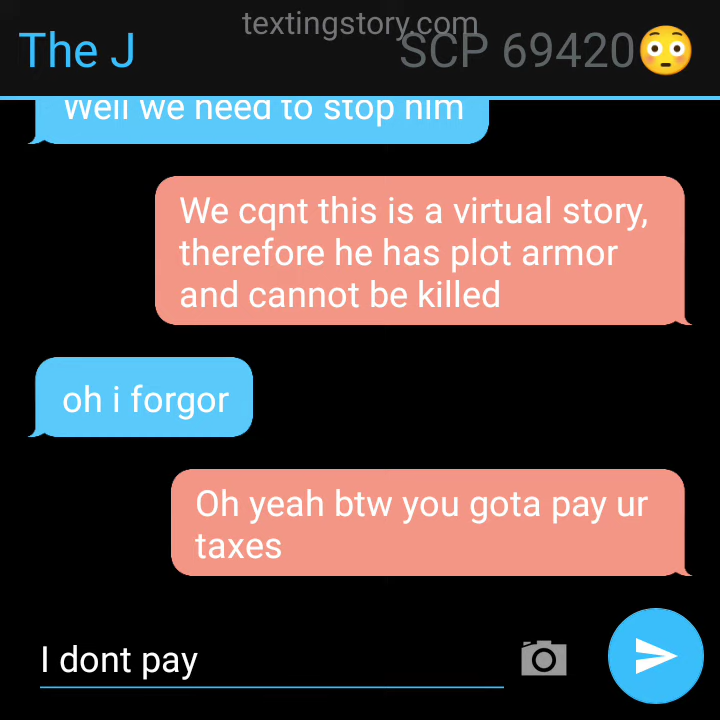 textingstory.com
The J
SCP 69420😳
Well we need to stop him
We cqnt this is a virtual story,
therefore he has plot armor
and cannot be killed
oh i forgor
Oh yeah btw you gota pay ur
taxes
I dont pay